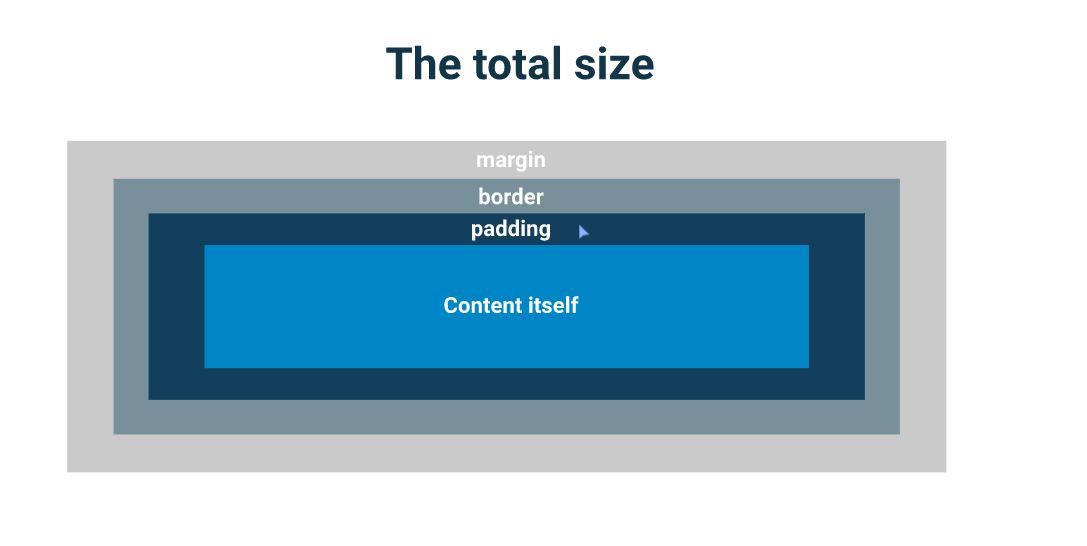 The total size
margin
border
padding
Content itself